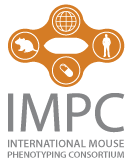 IMPC
INTERNATIONAL MOUSE
PHENOTYPING CONSORTIUM